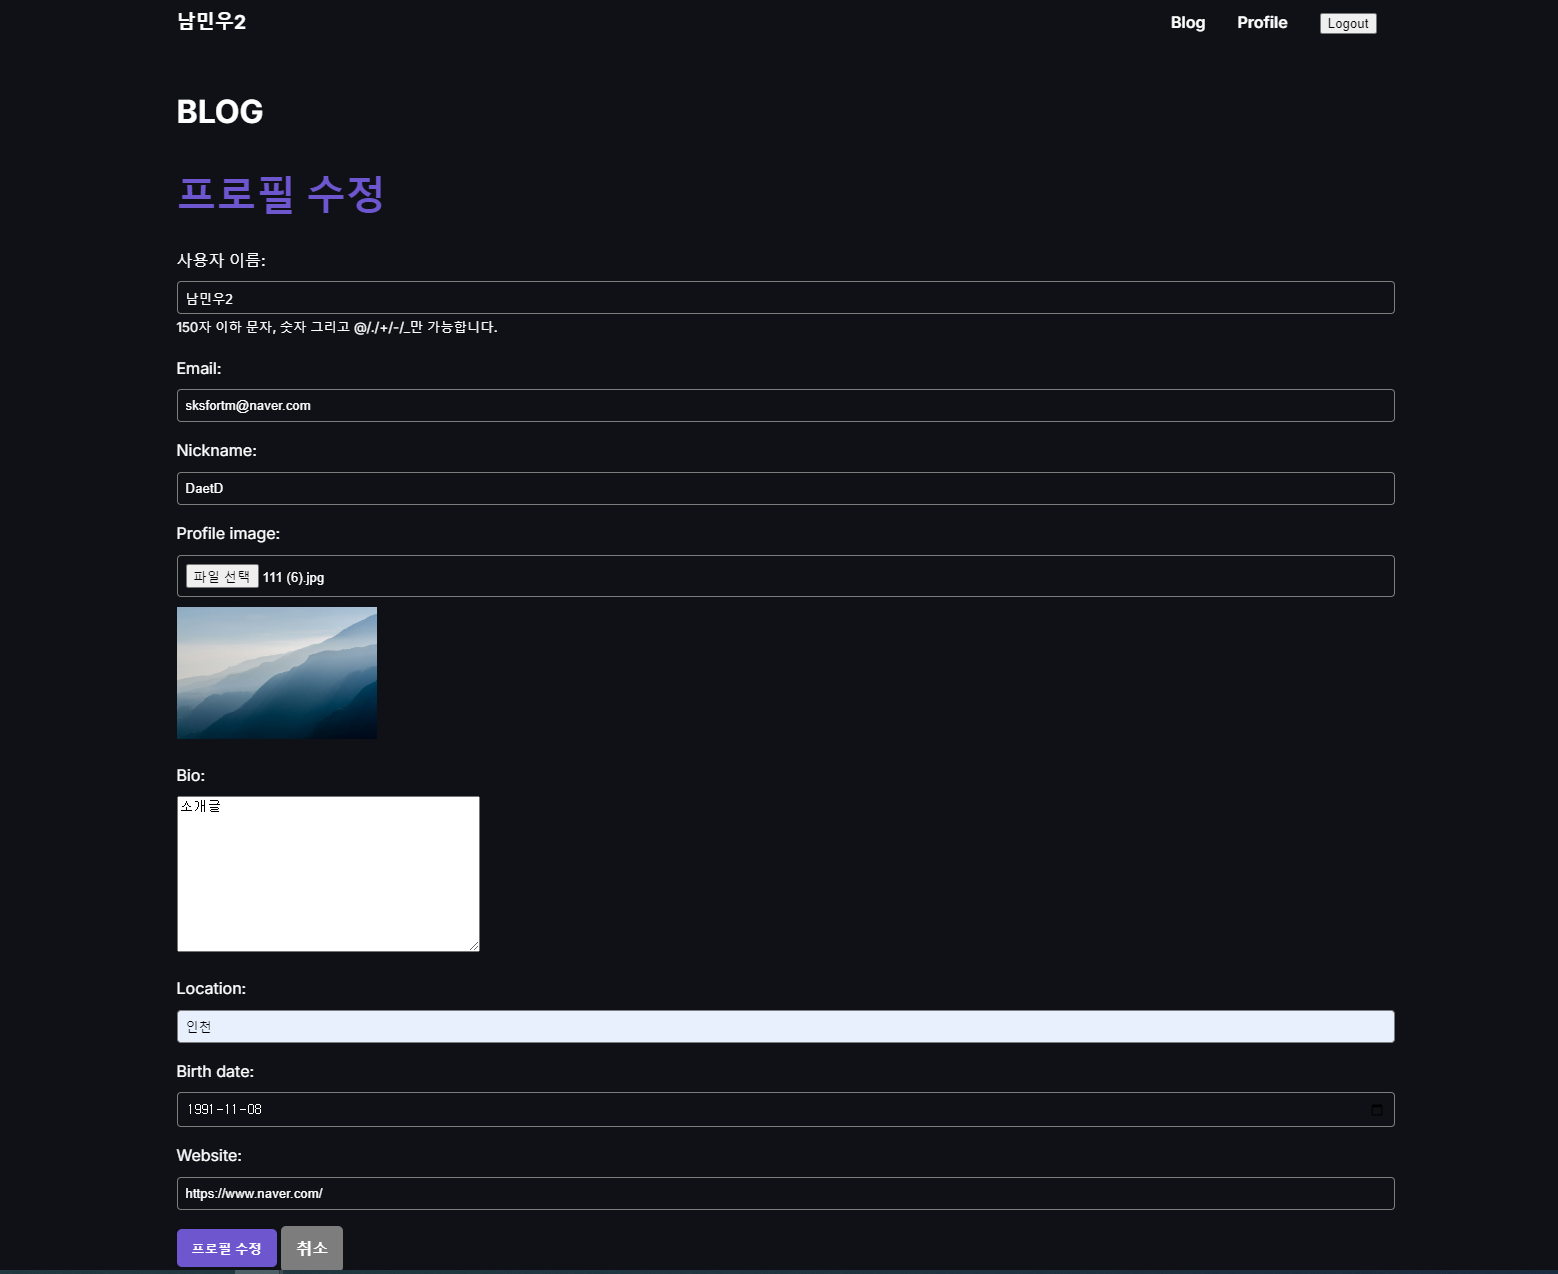 남민우2
Blog Profile Logout
BLOG
프로필 수정
사용자 이름:
남민우2
150자 이하 문자, 숫자 그리고 @/./+/-/_만 가능합니다.
Email:
sksfortm@naver.com
Nickname:
DaetD
Profile image:
파일 선택 111 (6).jpg
Bio:
소개글
Location:
인천
Birth date:
1991-11-08
Website:
https://www.naver.com/
프로필 수정 취소